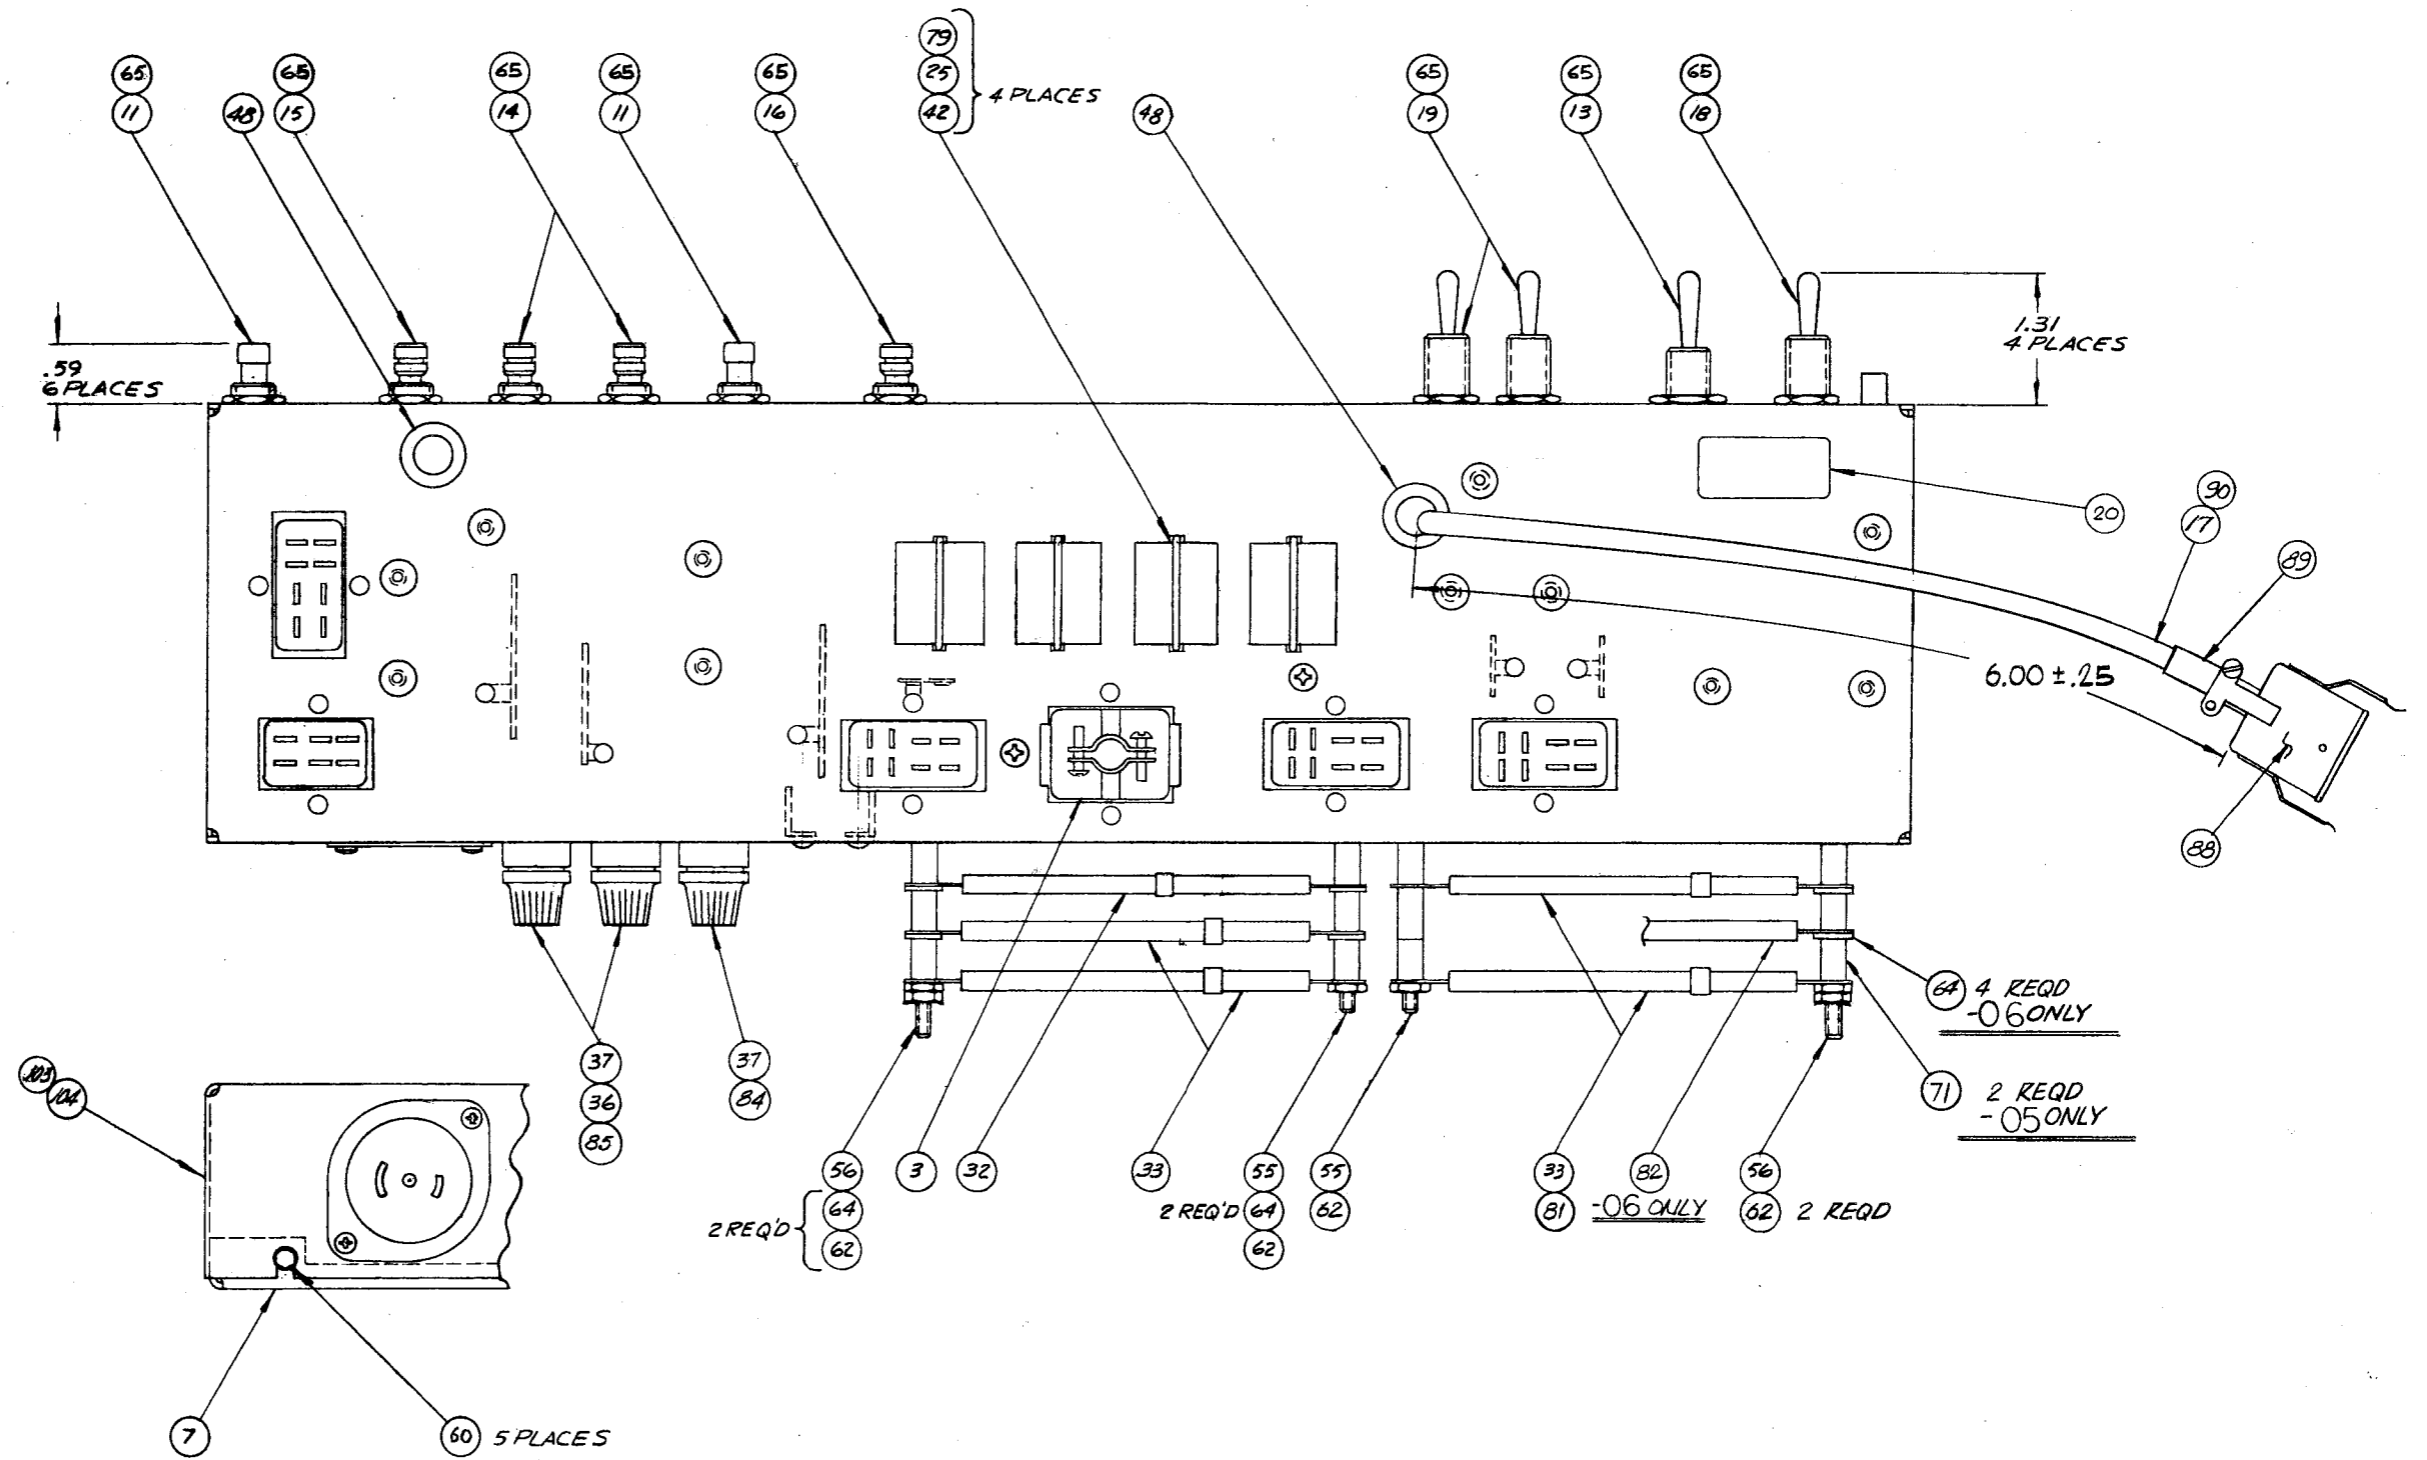 79
65 65 65 65 65 25 65 65 65
11 48 15 14 11 16 42 4 PLACES 48 19 13 18
1.31
4 PLACES
.59
6 PLACES
90
17
20
89
6.00 ±.25
88
64 4 REQD
-06 ONLY
71 2 REQD
-05 ONLY
37 37
36 84
85
103
104
56 3 32 33 55 55 33 82 56
2 REQ'D 64 2 REQ'D 64 62 81 -06 ONLY 62 2 REQD
62 62
7 60 5 PLACES